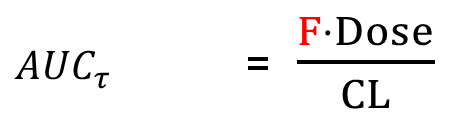 AUCτ = F·Dose / CL